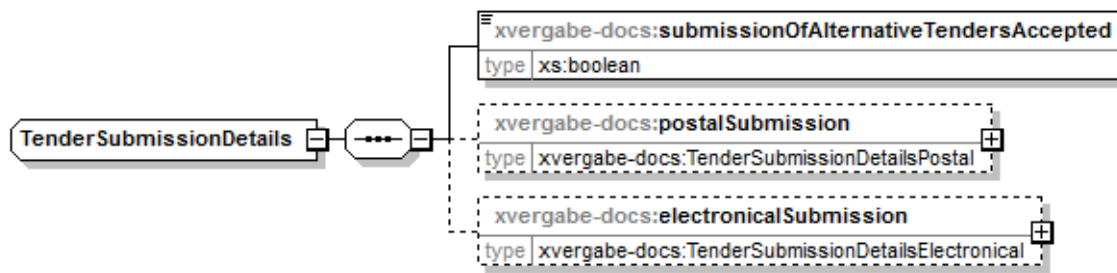 xvergabe-docs:submissionOfAlternativeTendersAccepted
type xs:boolean
TenderSubmissionDetails
xvergabe-docs:postalSubmission
type xvergabe-docs:TenderSubmissionDetailsPostal
xvergabe-docs:electronicalSubmission
type xvergabe-docs:TenderSubmissionDetailsElectronical